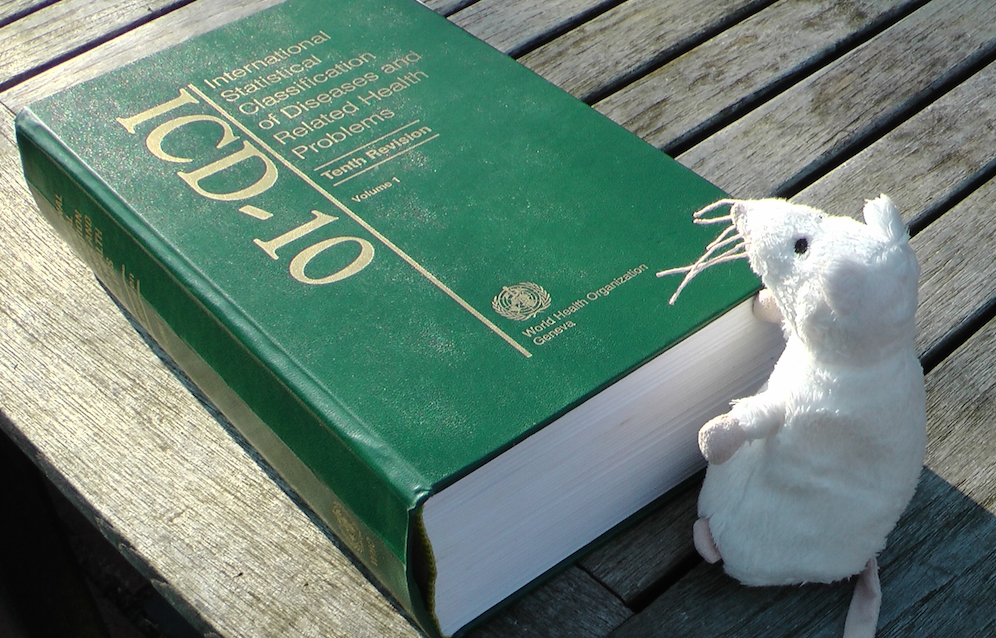 International
Statistical
Classification
of Diseases and
Related Health
Problems
Tenth Revision
Volume 1
ICD-10
World Health Organization
Geneva